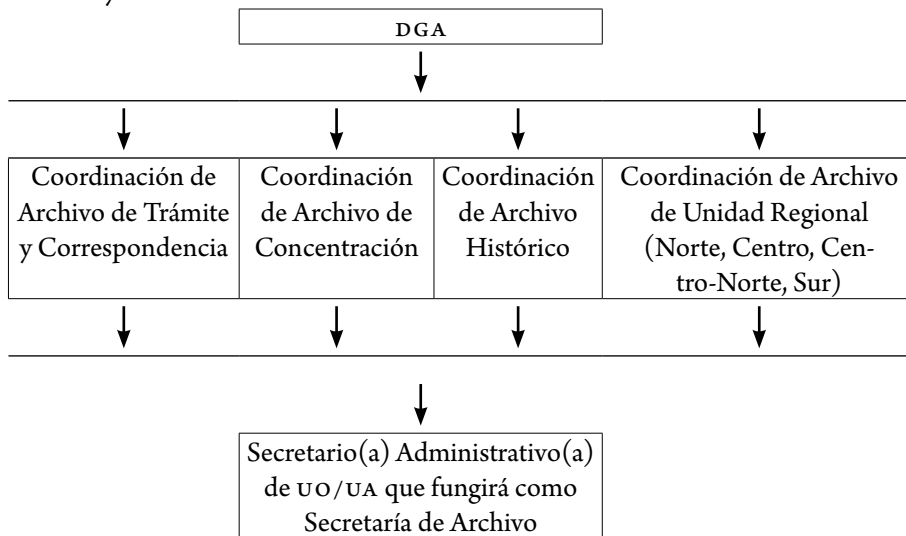 DGA
Coordinación de
Archivo de Trámite
y Correspondencia
Coordinación
de Archivo de
Concentración
Coordinación
de Archivo
Histórico
Coordinación de Archivo
de Unidad Regional
(Norte, Centro, Cen-
tro-Norte, Sur)
Secretario(a) Administrativo(a)
de UO/UA que fungirá como
Secretaría de Archivo